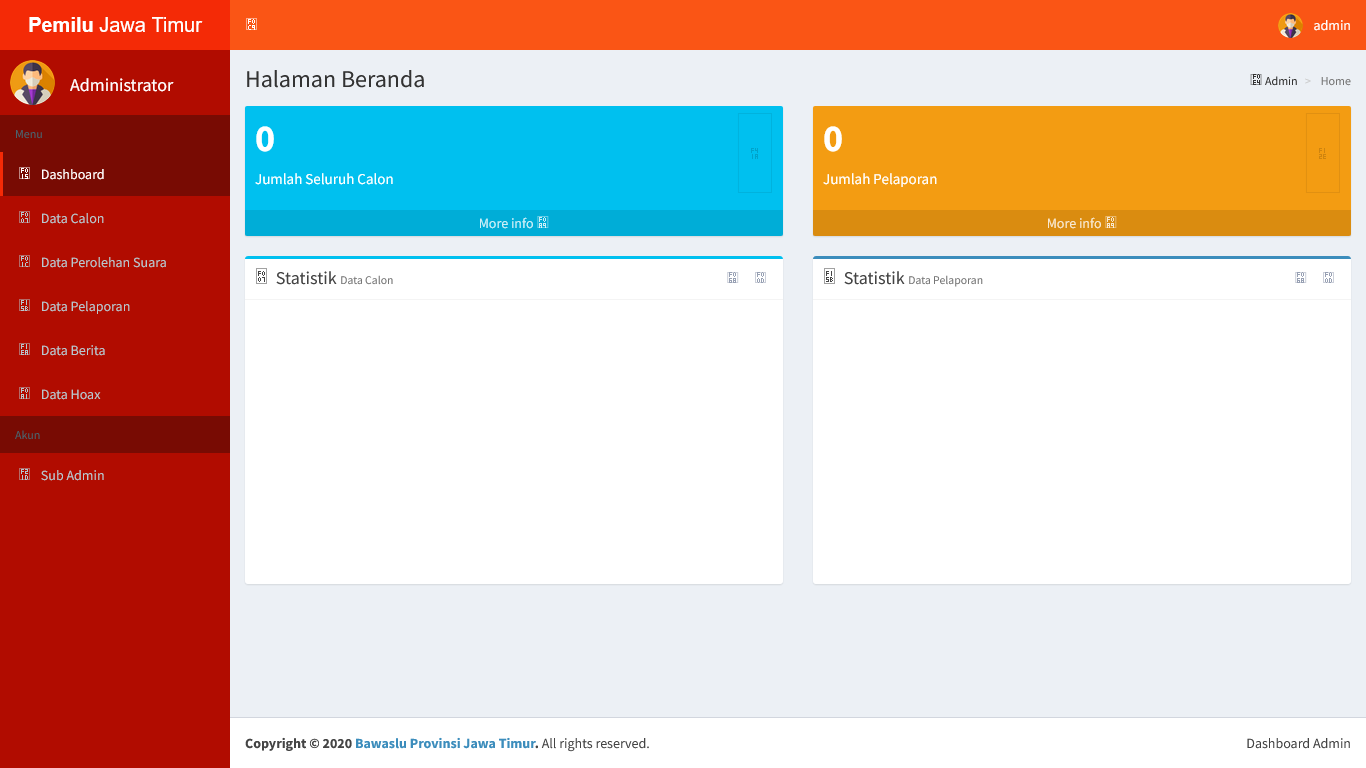 Pemilu Jawa Timur
admin
Administrator
Menu
Dashboard
Data Calon
Data Perolehan Suara
Data Pelaporan
Data Berita
Data Hoax
Akun
Sub Admin
Halaman Beranda
Admin > Home
0
Jumlah Seluruh Calon
More info
0
Jumlah Pelaporan
More info
Statistik Data Calon
Statistik Data Pelaporan
Copyright © 2020 Bawaslu Provinsi Jawa Timur. All rights reserved.
Dashboard Admin